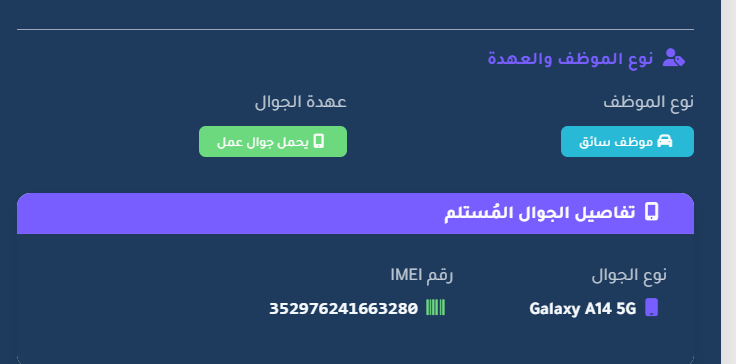 نوع الموظف والعهدة
نوع الموظف
عهدة الجوال
موظف سائق
يحمل جوال عمل
تفاصيل الجوال المُستلم
نوع الجوال
رقم IMEI
Galaxy A14 5G
352976241663280